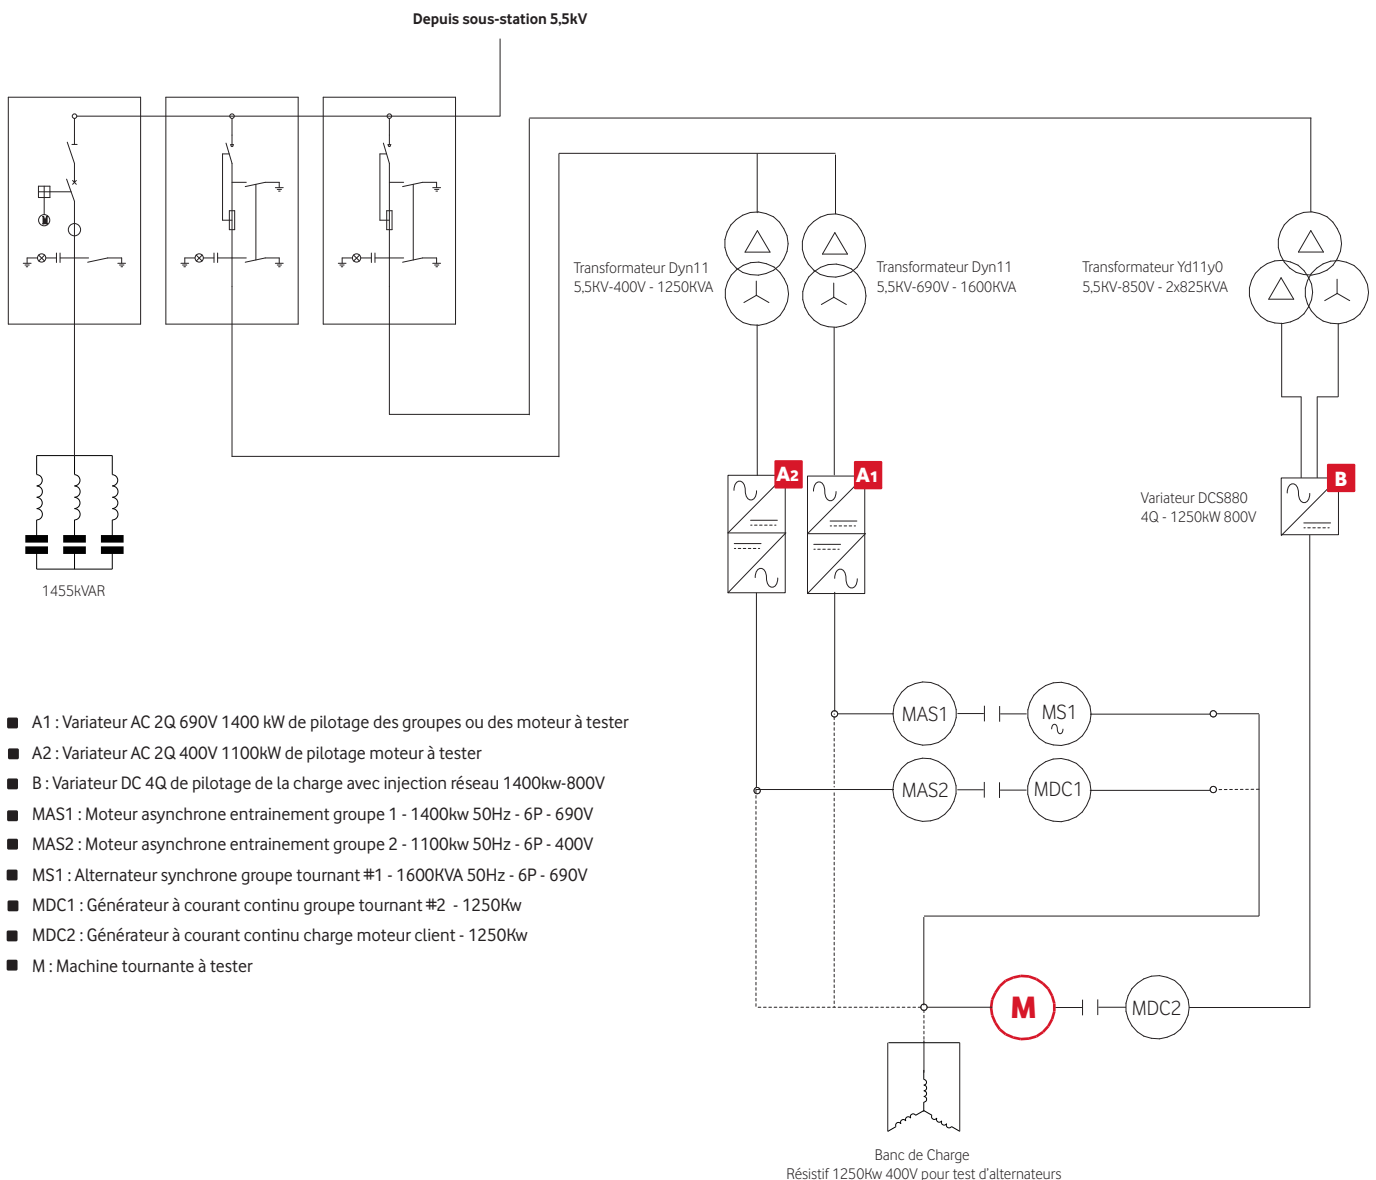 Depuis sous-station 5,5kV
M
1455kVAR
Transformateur Dyn11
5,5KV-400V - 1250KVA
Transformateur Dyn11
5,5KV-690V - 1600KVA
Transformateur Yd11y0
5,5KV-850V - 2x825KVA
A2
A1
B
Variateur DCS880
4Q - 1250kW 800V
MAS1
MS1
MAS2
MDC1
M
MDC2
Banc de Charge
Résistif 1250Kw 400V pour test d'alternateurs
A1 : Variateur AC 2Q 690V 1400 kW de pilotage des groupes ou des moteur à tester
A2 : Variateur AC 2Q 400V 1100kW de pilotage moteur à tester
B : Variateur DC 4Q de pilotage de la charge avec injection réseau 1400kw-800V
MAS1 : Moteur asynchrone entrainement groupe 1 - 1400kw 50Hz - 6P - 690V
MAS2 : Moteur asynchrone entrainement groupe 2 - 1100kw 50Hz - 6P - 400V
MS1 : Alternateur synchrone groupe tournant #1 - 1600KVA 50Hz - 6P - 690V
MDC1 : Générateur à courant continu groupe tournant #2 - 1250Kw
MDC2 : Générateur à courant continu charge moteur client - 1250Kw
M : Machine tournante à tester